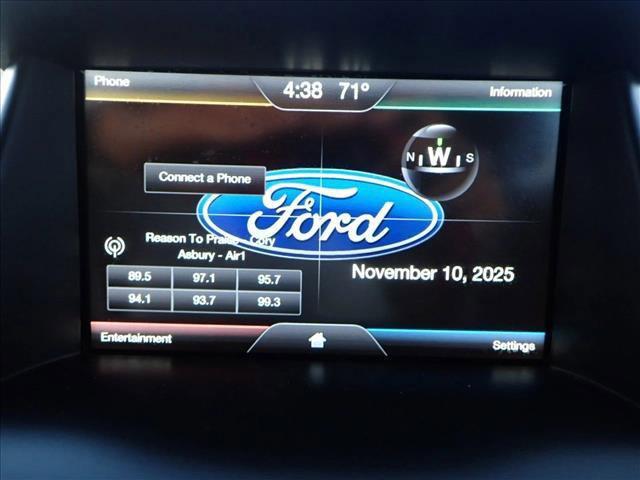 Phone
4:38 71°
Information
N W S
Connect a Phone
Ford
Reason To Praise - Cory
Asbury - Air1
89.5 97.1 95.7
94.1 93.7 99.3
November 10, 2025
Entertainment
Settings